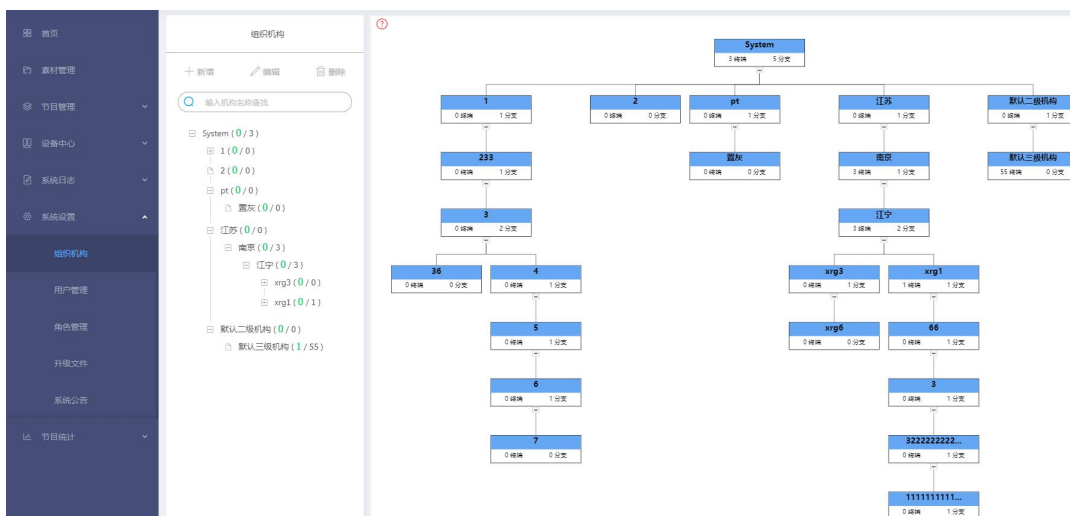 首页
素材管理
节目管理
设备中心
系统日志
系统设置
组织机构
用户管理
角色管理
升级文件
系统公告
节目统计
组织机构
新增 编辑 删除
输入机构名称查找
System ( 0 / 3 )
1 ( 0 / 0 )
2 ( 0 / 0 )
pt ( 0 / 0 )
置灰 ( 0 / 0 )
江苏 ( 0 / 0 )
南京 ( 0 / 3 )
江宁 ( 0 / 3 )
xrg3 ( 0 / 0 )
xrg1 ( 0 / 1 )
默认二级机构 ( 0 / 0 )
默认三级机构 ( 1 / 55 )
?
System
3 终端 5 分支
1 2 pt 江苏 默认二级机构
0 终端 1 分支 0 终端 0 分支 0 终端 1 分支 0 终端 1 分支 0 终端 1 分支
233 置灰 南京 默认三级机构
0 终端 1 分支 0 终端 0 分支 3 终端 1 分支 55 终端 0 分支
3 江宁
0 终端 2 分支 3 终端 2 分支
36 4 xrg3 xrg1
0 终端 0 分支 0 终端 1 分支 0 终端 1 分支 1 终端 1 分支
5 xrg6 66
0 终端 1 分支 0 终端 0 分支 0 终端 1 分支
6 3
0 终端 1 分支 0 终端 1 分支
7 3222222222...
0 终端 0 分支 0 终端 1 分支
1111111111...
0 终端 1 分支